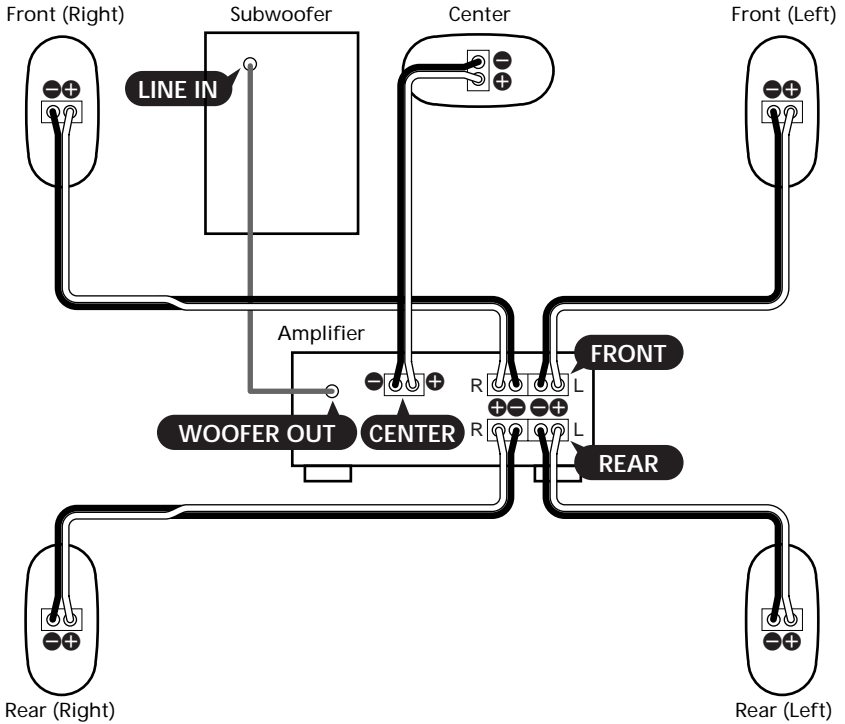 Front (Right)
Subwoofer
Center
Front (Left)
LINE IN
Amplifier
FRONT
R
L
WOOFER OUT
CENTER
R
L
REAR
Rear (Right)
Rear (Left)